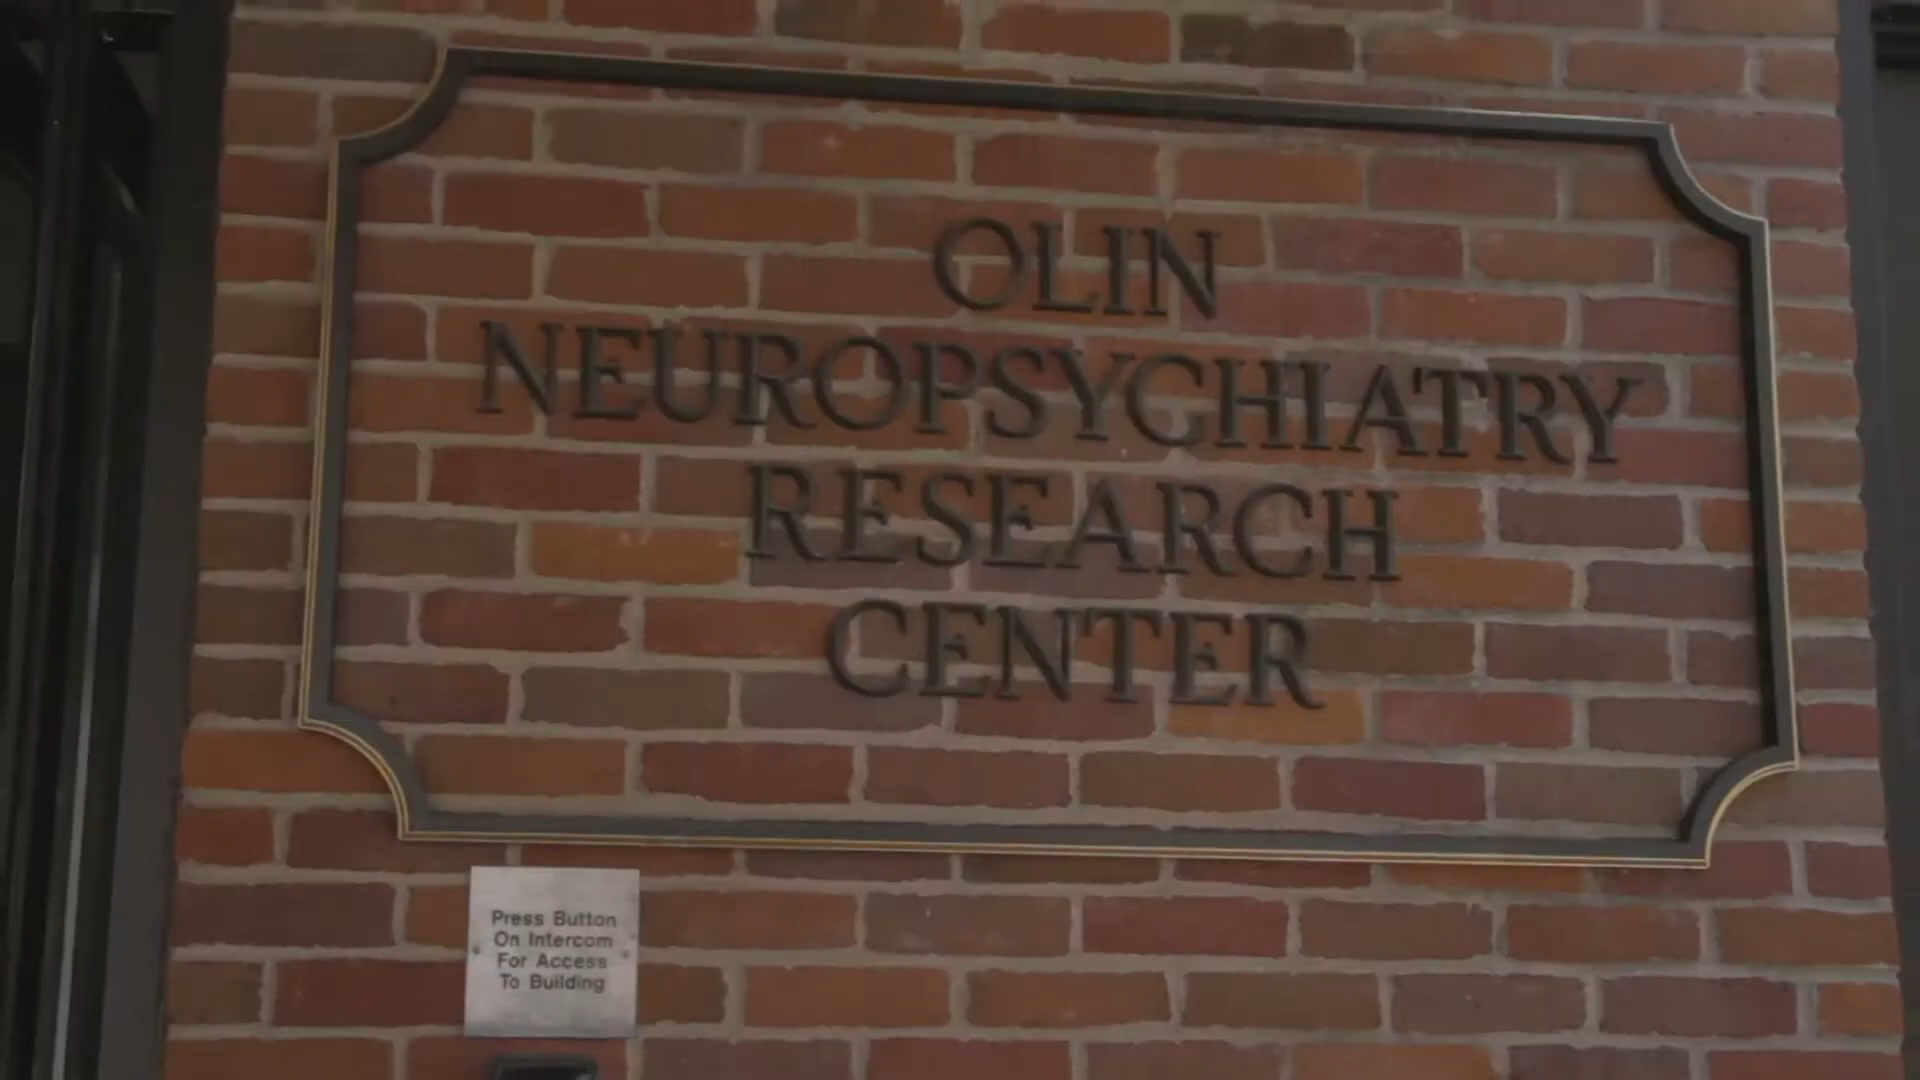 OLIN
NEUROPSYCHIATRY
RESEARCH
CENTER
Press Button
On Intercom
For Access
To Building